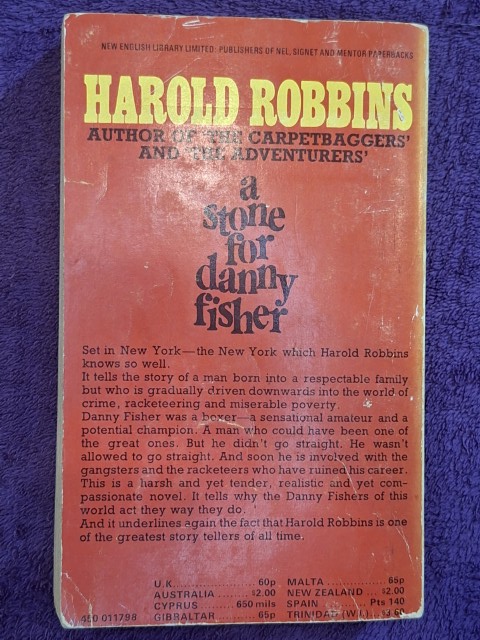 NEW ENGLISH LIBRARY LIMITED: PUBLISHERS OF NEL, SIGNET AND MENTOR PAPERBACKS
HAROLD ROBBINS
AUTHOR OF 'THE CARPETBAGGERS'
AND 'THE ADVENTURERS'
a
stone
for
danny
fisher
Set in New York—the New York which Harold Robbins
knows so well.
It tells the story of a man born into a respectable family
but who is gradually driven downwards into the world of
crime, racketeering and miserable poverty.
Danny Fisher was a boxer—a sensational amateur and a
potential champion. A man who could have been one of
the great ones. But he didn't go straight. He wasn't
allowed to go straight. And soon he is involved with the
gangsters and the racketeers who have ruined his career.
This is a harsh and yet tender, realistic and yet com-
passionate novel. It tells why the Danny Fishers of this
world act they way they do.
And it underlines again the fact that Harold Robbins is one
of the greatest story tellers of all time.
U.K. 60p MALTA 65p
AUSTRALIA $2.00 NEW ZEALAND $2.00
CYPRUS 650 mils SPAIN Pts 140
450 011798 GIBRALTAR 65p TRINIDAD (W.I.)